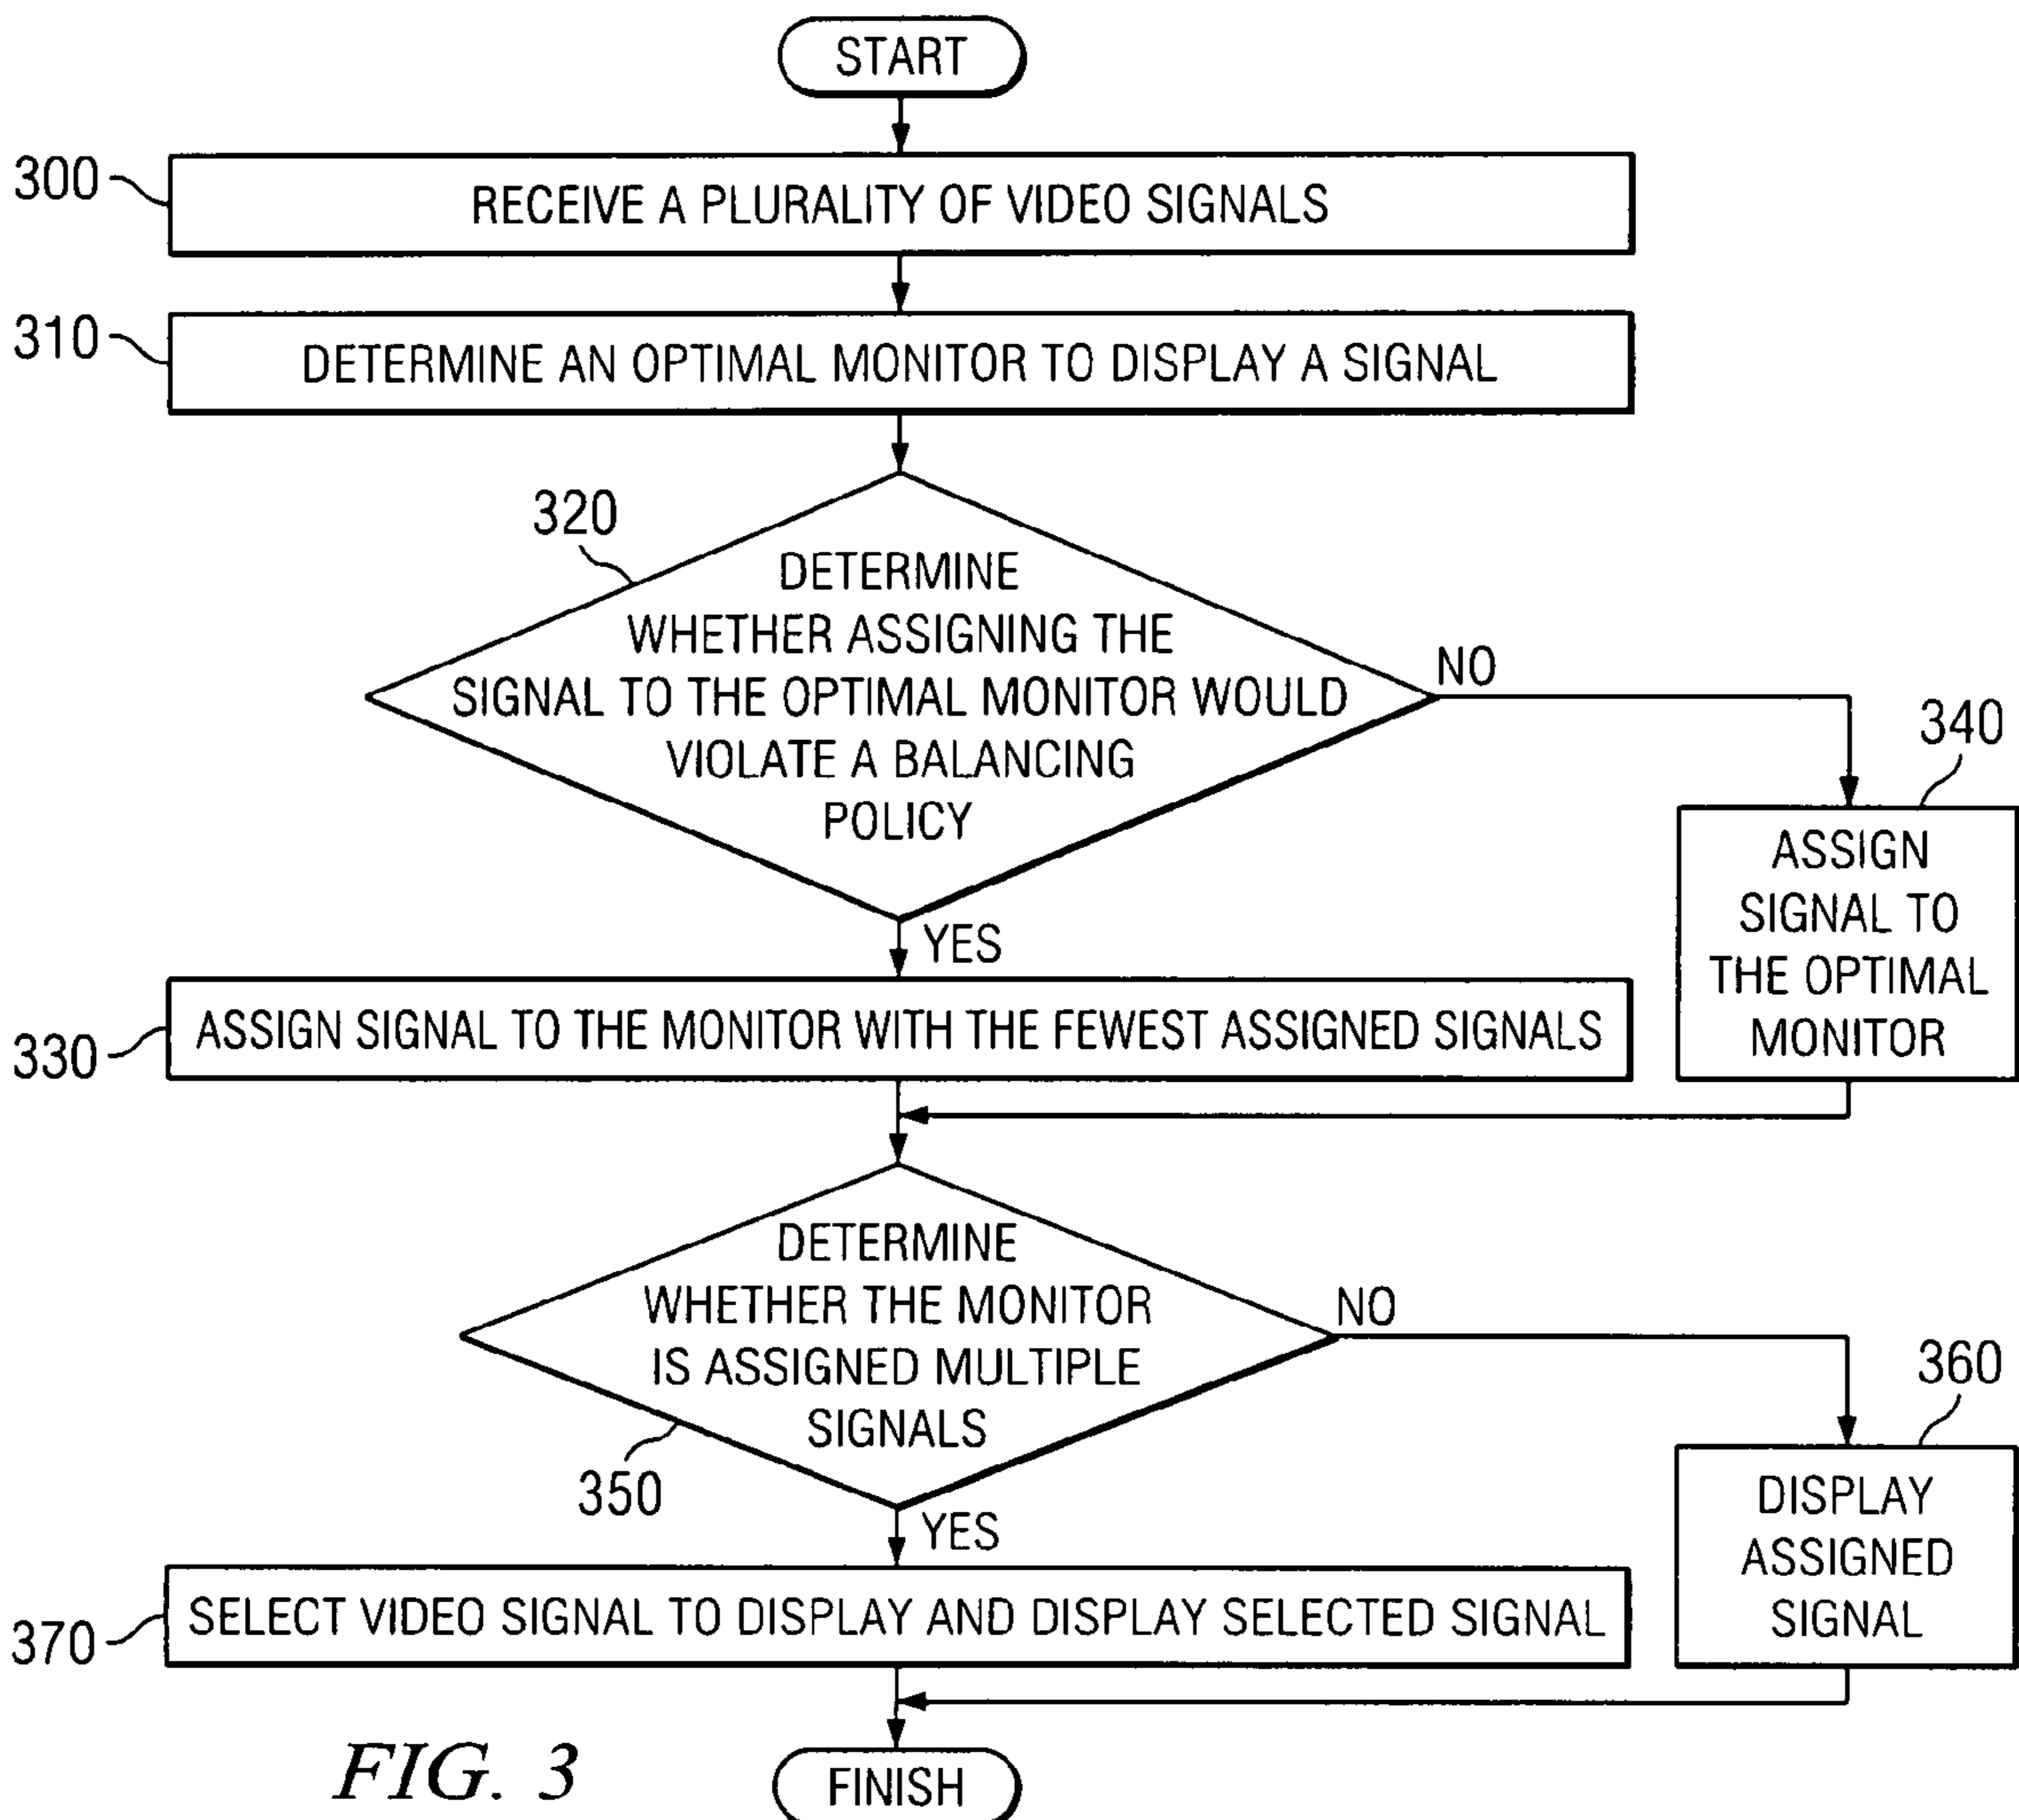 START
300
RECEIVE A PLURALITY OF VIDEO SIGNALS
310
DETERMINE AN OPTIMAL MONITOR TO DISPLAY A SIGNAL
320
DETERMINE
WHETHER ASSIGNING THE
SIGNAL TO THE OPTIMAL MONITOR WOULD
VIOLATE A BALANCING
POLICY
NO
340
ASSIGN
SIGNAL TO
THE OPTIMAL
MONITOR
YES
330
ASSIGN SIGNAL TO THE MONITOR WITH THE FEWEST ASSIGNED SIGNALS
DETERMINE
WHETHER THE MONITOR
IS ASSIGNED MULTIPLE
SIGNALS
350
NO
360
DISPLAY
ASSIGNED
SIGNAL
YES
370
SELECT VIDEO SIGNAL TO DISPLAY AND DISPLAY SELECTED SIGNAL
FIG. 3
FINISH